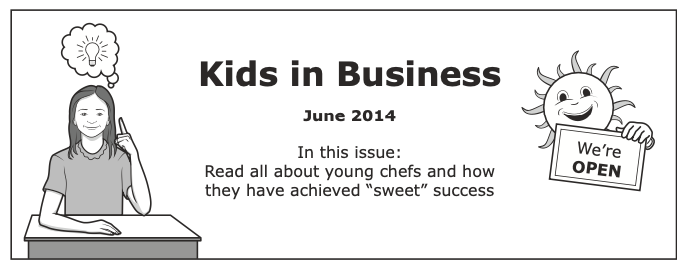 Kids in Business
June 2014
In this issue:
Read all about young chefs and how
they have achieved “sweet” success
We’re
OPEN